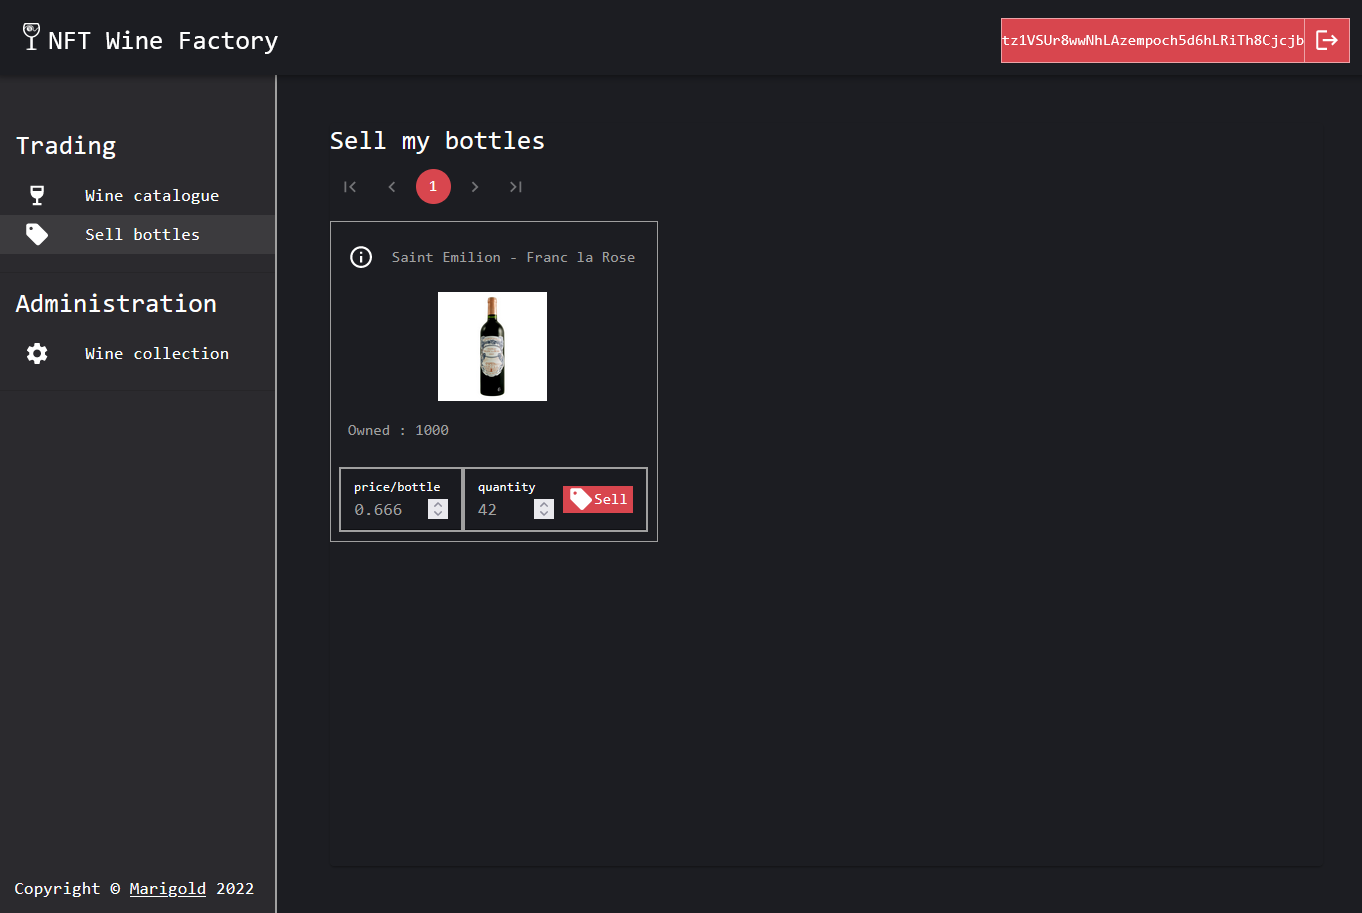 NFT Wine Factory
tz1VSUr8wwNhLAzempoch5d6hLRiTh8Cjcjb
Trading
Wine catalogue
Sell bottles
Administration
Wine collection
Copyright © Marigold 2022
Sell my bottles
1
Saint Emilion - Franc la Rose
Owned : 1000
price/bottle
0.666
quantity
42
Sell